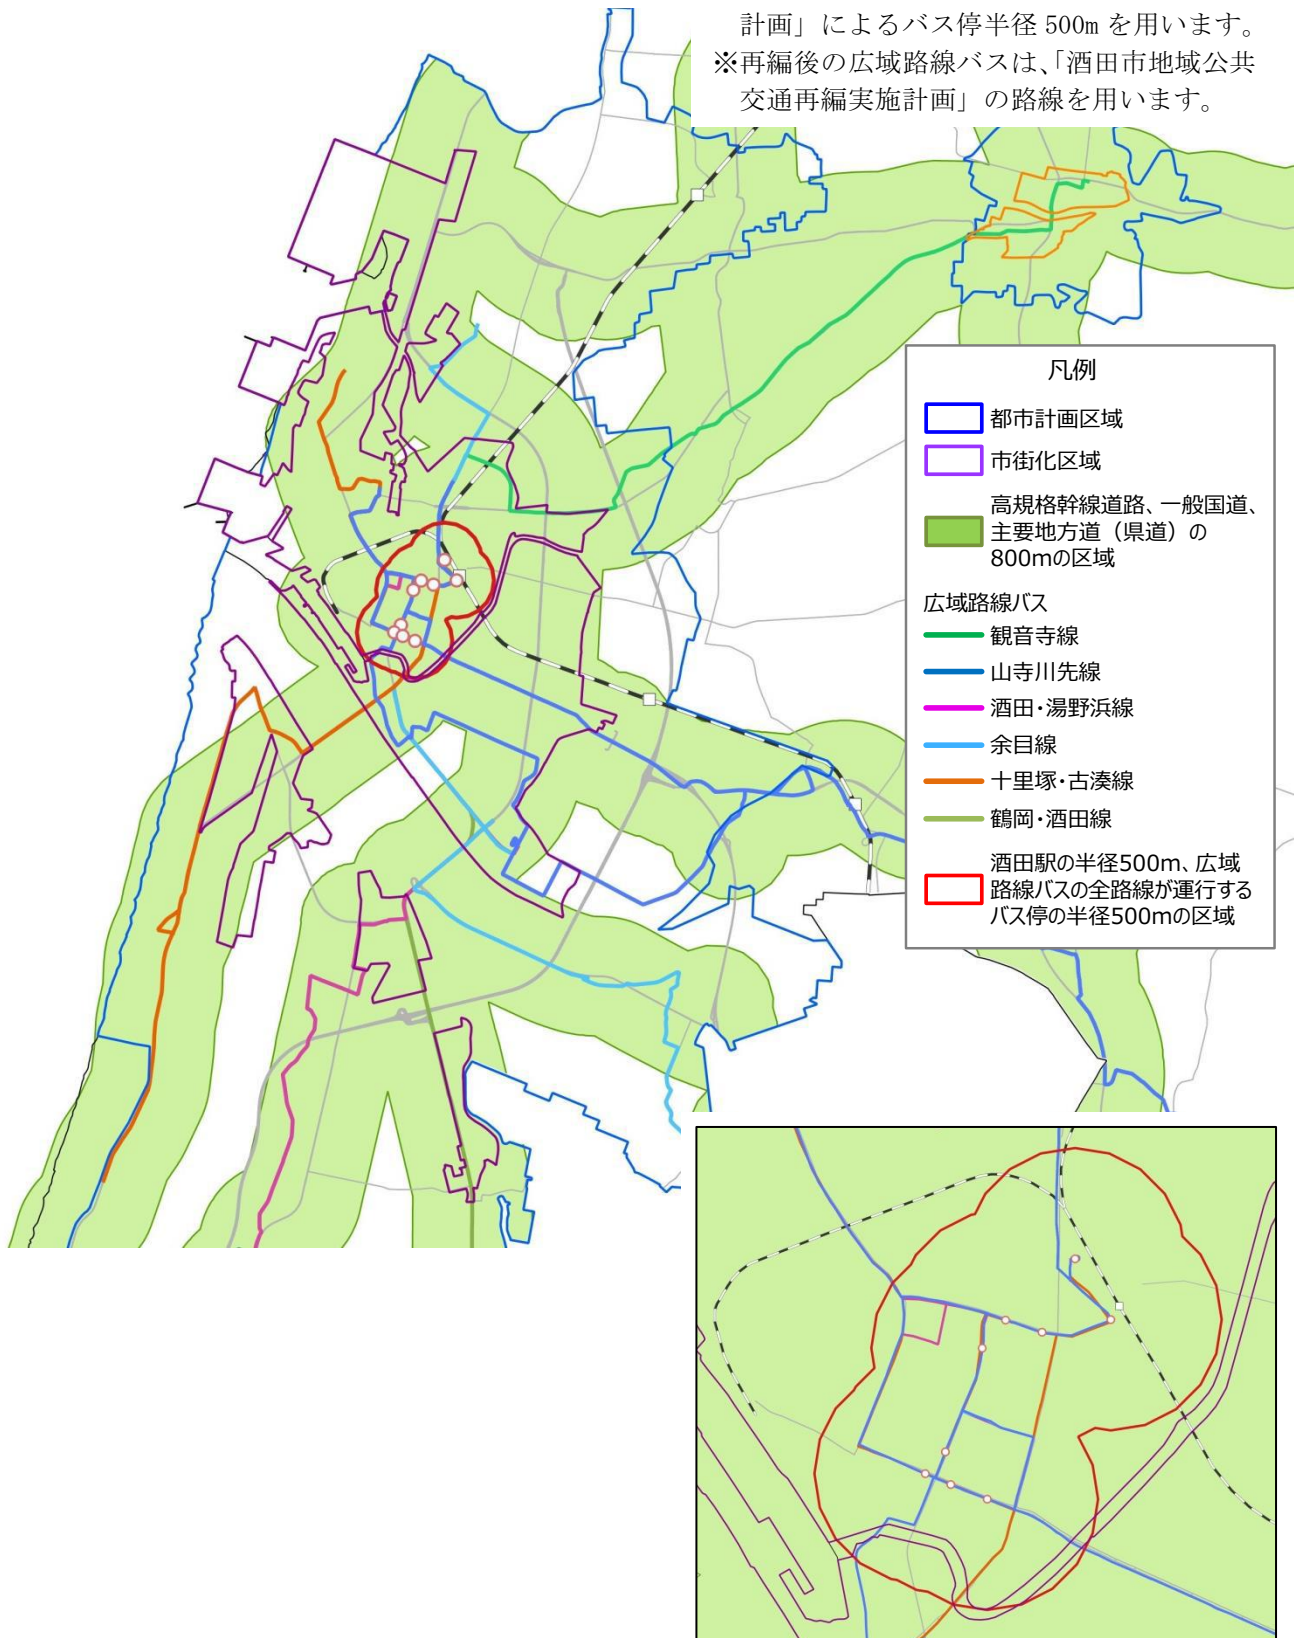 計画」によるバス停半径 500m を用います。
※再編後の広域路線バスは、「酒田市地域公共
交通再編実施計画」の路線を用います。
凡例
都市計画区域
市街化区域
高規格幹線道路、一般国道、
主要地方道（県道）の
800mの区域
広域路線バス
観音寺線
山寺川先線
酒田・湯野浜線
余目線
十里塚・古湊線
鶴岡・酒田線
酒田駅の半径500m、広域
路線バスの全路線が運行する
バス停の半径500mの区域